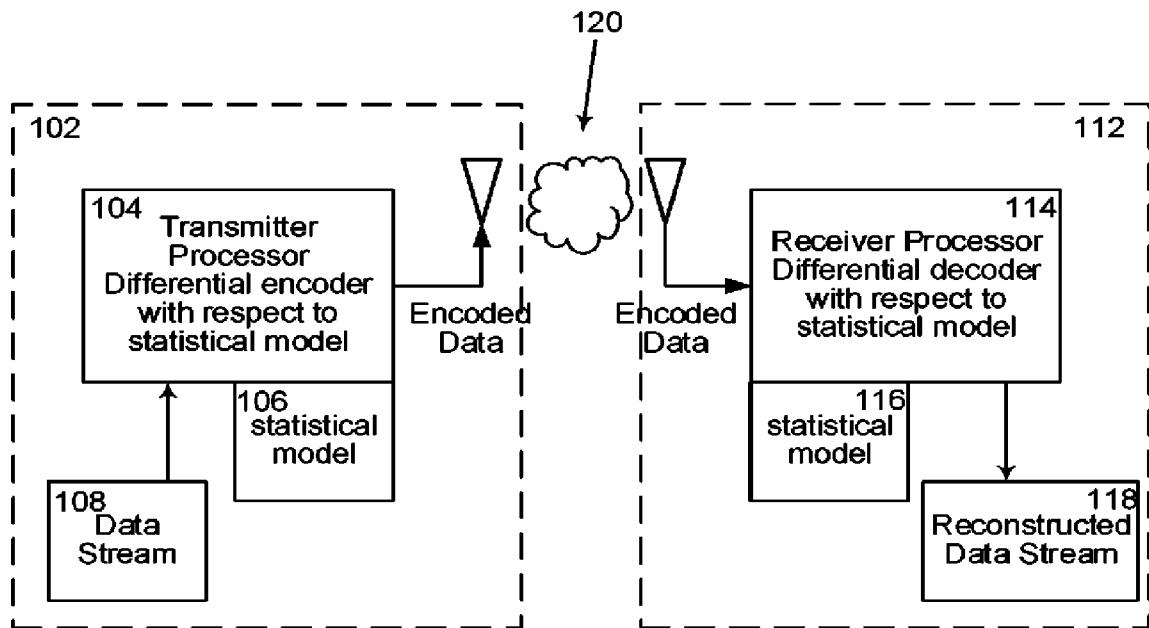 120
102
112
104
Transmitter
Processor
Differential encoder
with respect to
statistical model
114
Receiver Processor
Differential decoder
with respect to
statistical model
Encoded
Data
Encoded
Data
106
statistical
model
116
statistical
model
108
Data
Stream
118
Reconstructed
Data Stream